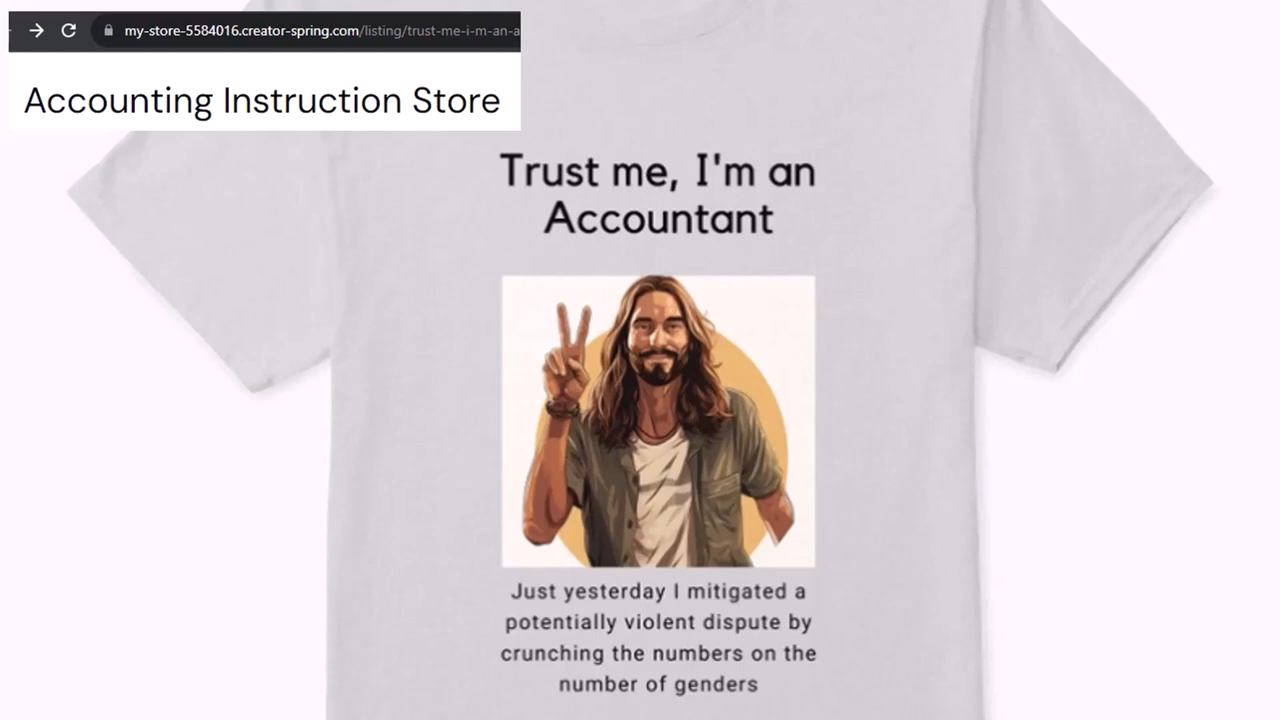 my-store-5584016.creator-spring.com/listing/trust-me-i-m-an-a
Accounting Instruction Store
Trust me, I'm an
Accountant
Just yesterday I mitigated a
potentially violent dispute by
crunching the numbers on the
number of genders